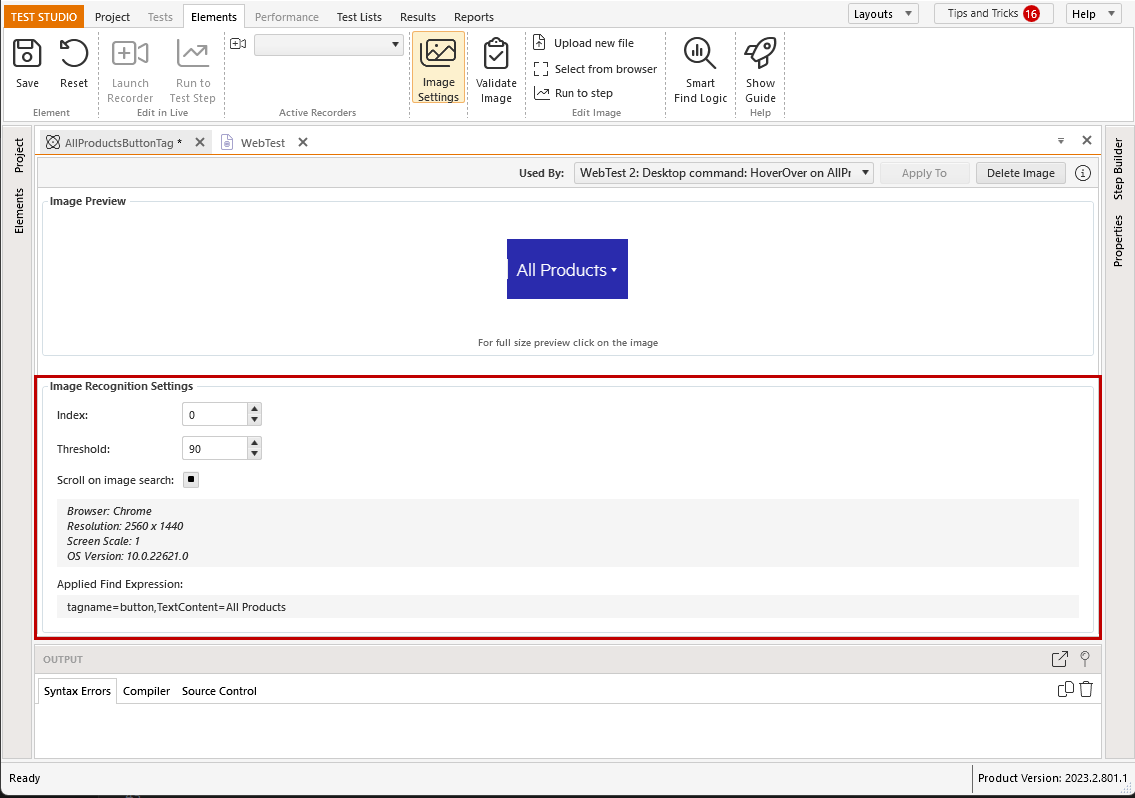 TEST STUDIO Project Tests Elements Performance Test Lists Results Reports Layouts Tips and Tricks 16 Help
Save Reset Launch Recorder Run to Test Step
Element Edit in Live
Active Recorders
Image Settings Validate Image
Upload new file
Select from browser
Run to step
Edit Image
Smart Find Logic Show Guide
Help
Project
Elements
AllProductsButtonTag * WebTest
Used By: WebTest 2: Desktop command: HoverOver on AllPr Apply To Delete Image
Image Preview
All Products
For full size preview click on the image
Image Recognition Settings
Index: 0
Threshold: 90
Scroll on image search:
Browser: Chrome
Resolution: 2560 x 1440
Screen Scale: 1
OS Version: 10.0.22621.0
Applied Find Expression:
tagname=button,TextContent=All Products
Step Builder
Properties
OUTPUT
Syntax Errors Compiler Source Control
Ready Product Version: 2023.2.801.1